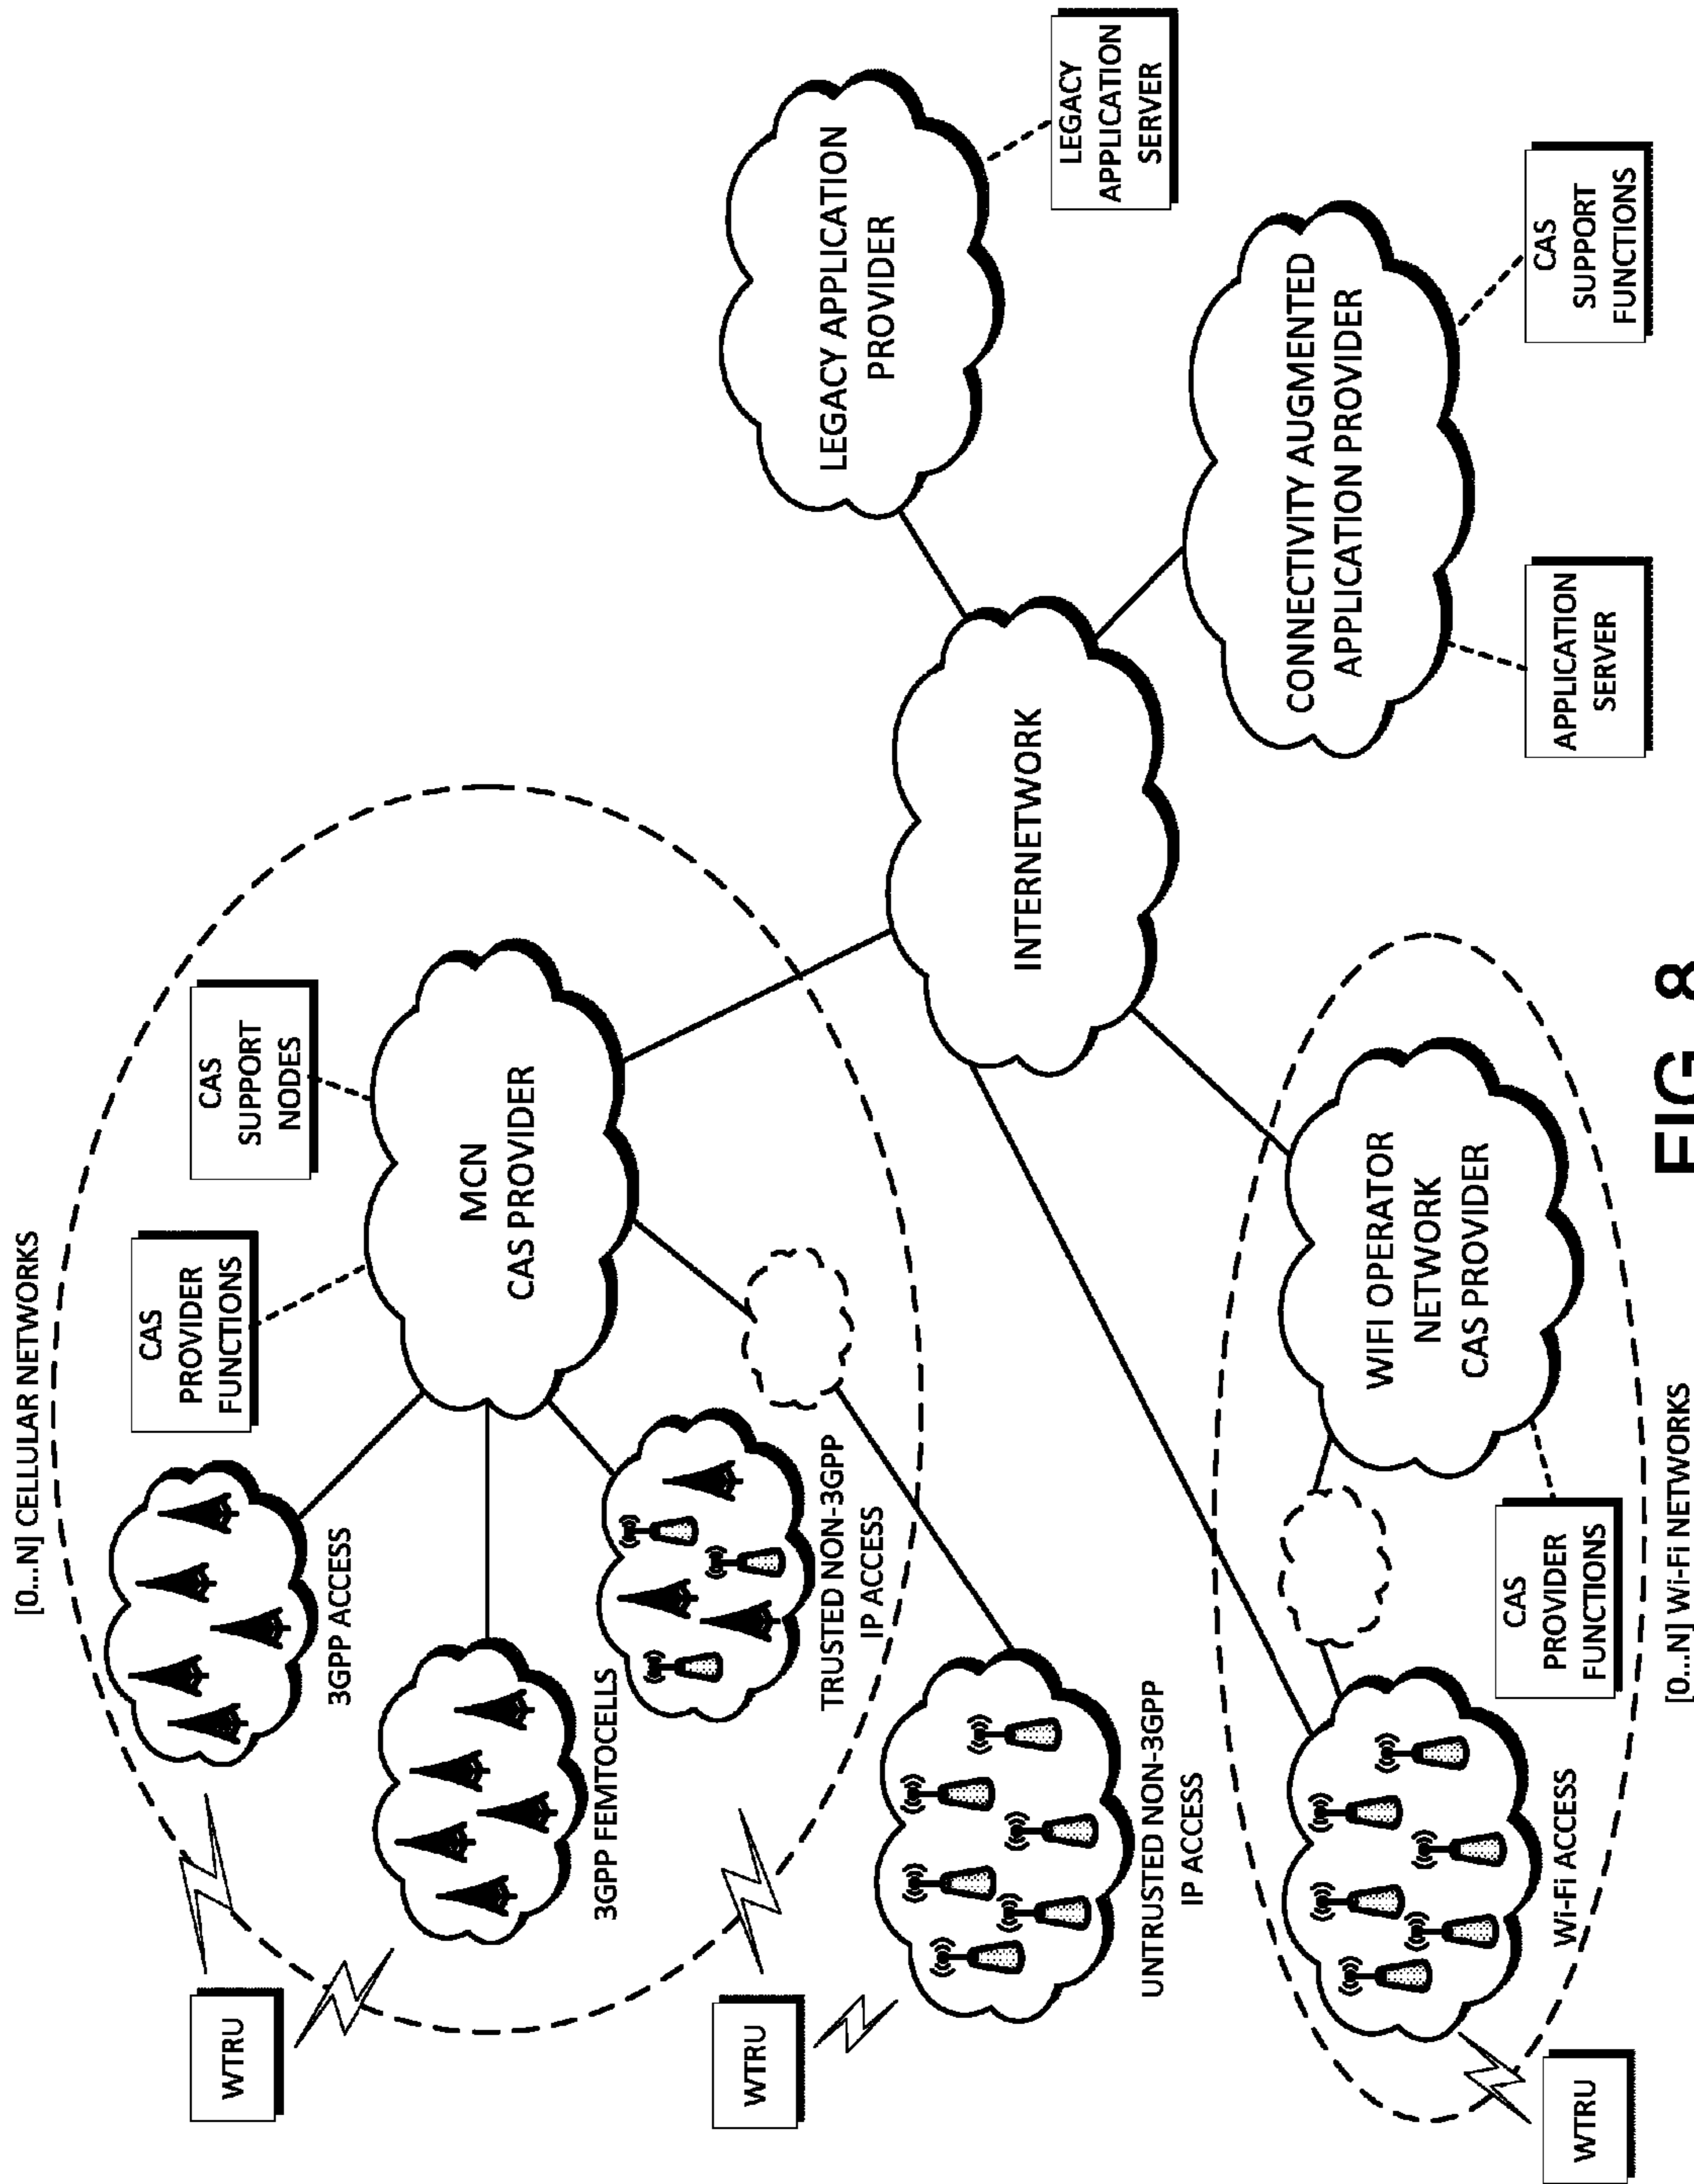 [0...N] CELLULAR NETWORKS
CAS
PROVIDER
FUNCTIONS
CAS
SUPPORT
NODES
WTRU
3GPP ACCESS
MCN
CAS PROVIDER
3GPP FEMTOCELLS
TRUSTED NON-3GPP
IP ACCESS
WTRU
LEGACY APPLICATION
PROVIDER
LEGACY
APPLICATION
SERVER
INTERNETWORK
UNTRUSTED NON-3GPP
IP ACCESS
CONNECTIVITY AUGMENTED
APPLICATION PROVIDER
WIFI OPERATOR
NETWORK
CAS PROVIDER
APPLICATION
SERVER
CAS
SUPPORT
FUNCTIONS
Wi-Fi ACCESS
CAS
PROVIDER
FUNCTIONS
WTRU
[0...N] Wi-Fi NETWORKS
FIG. 8